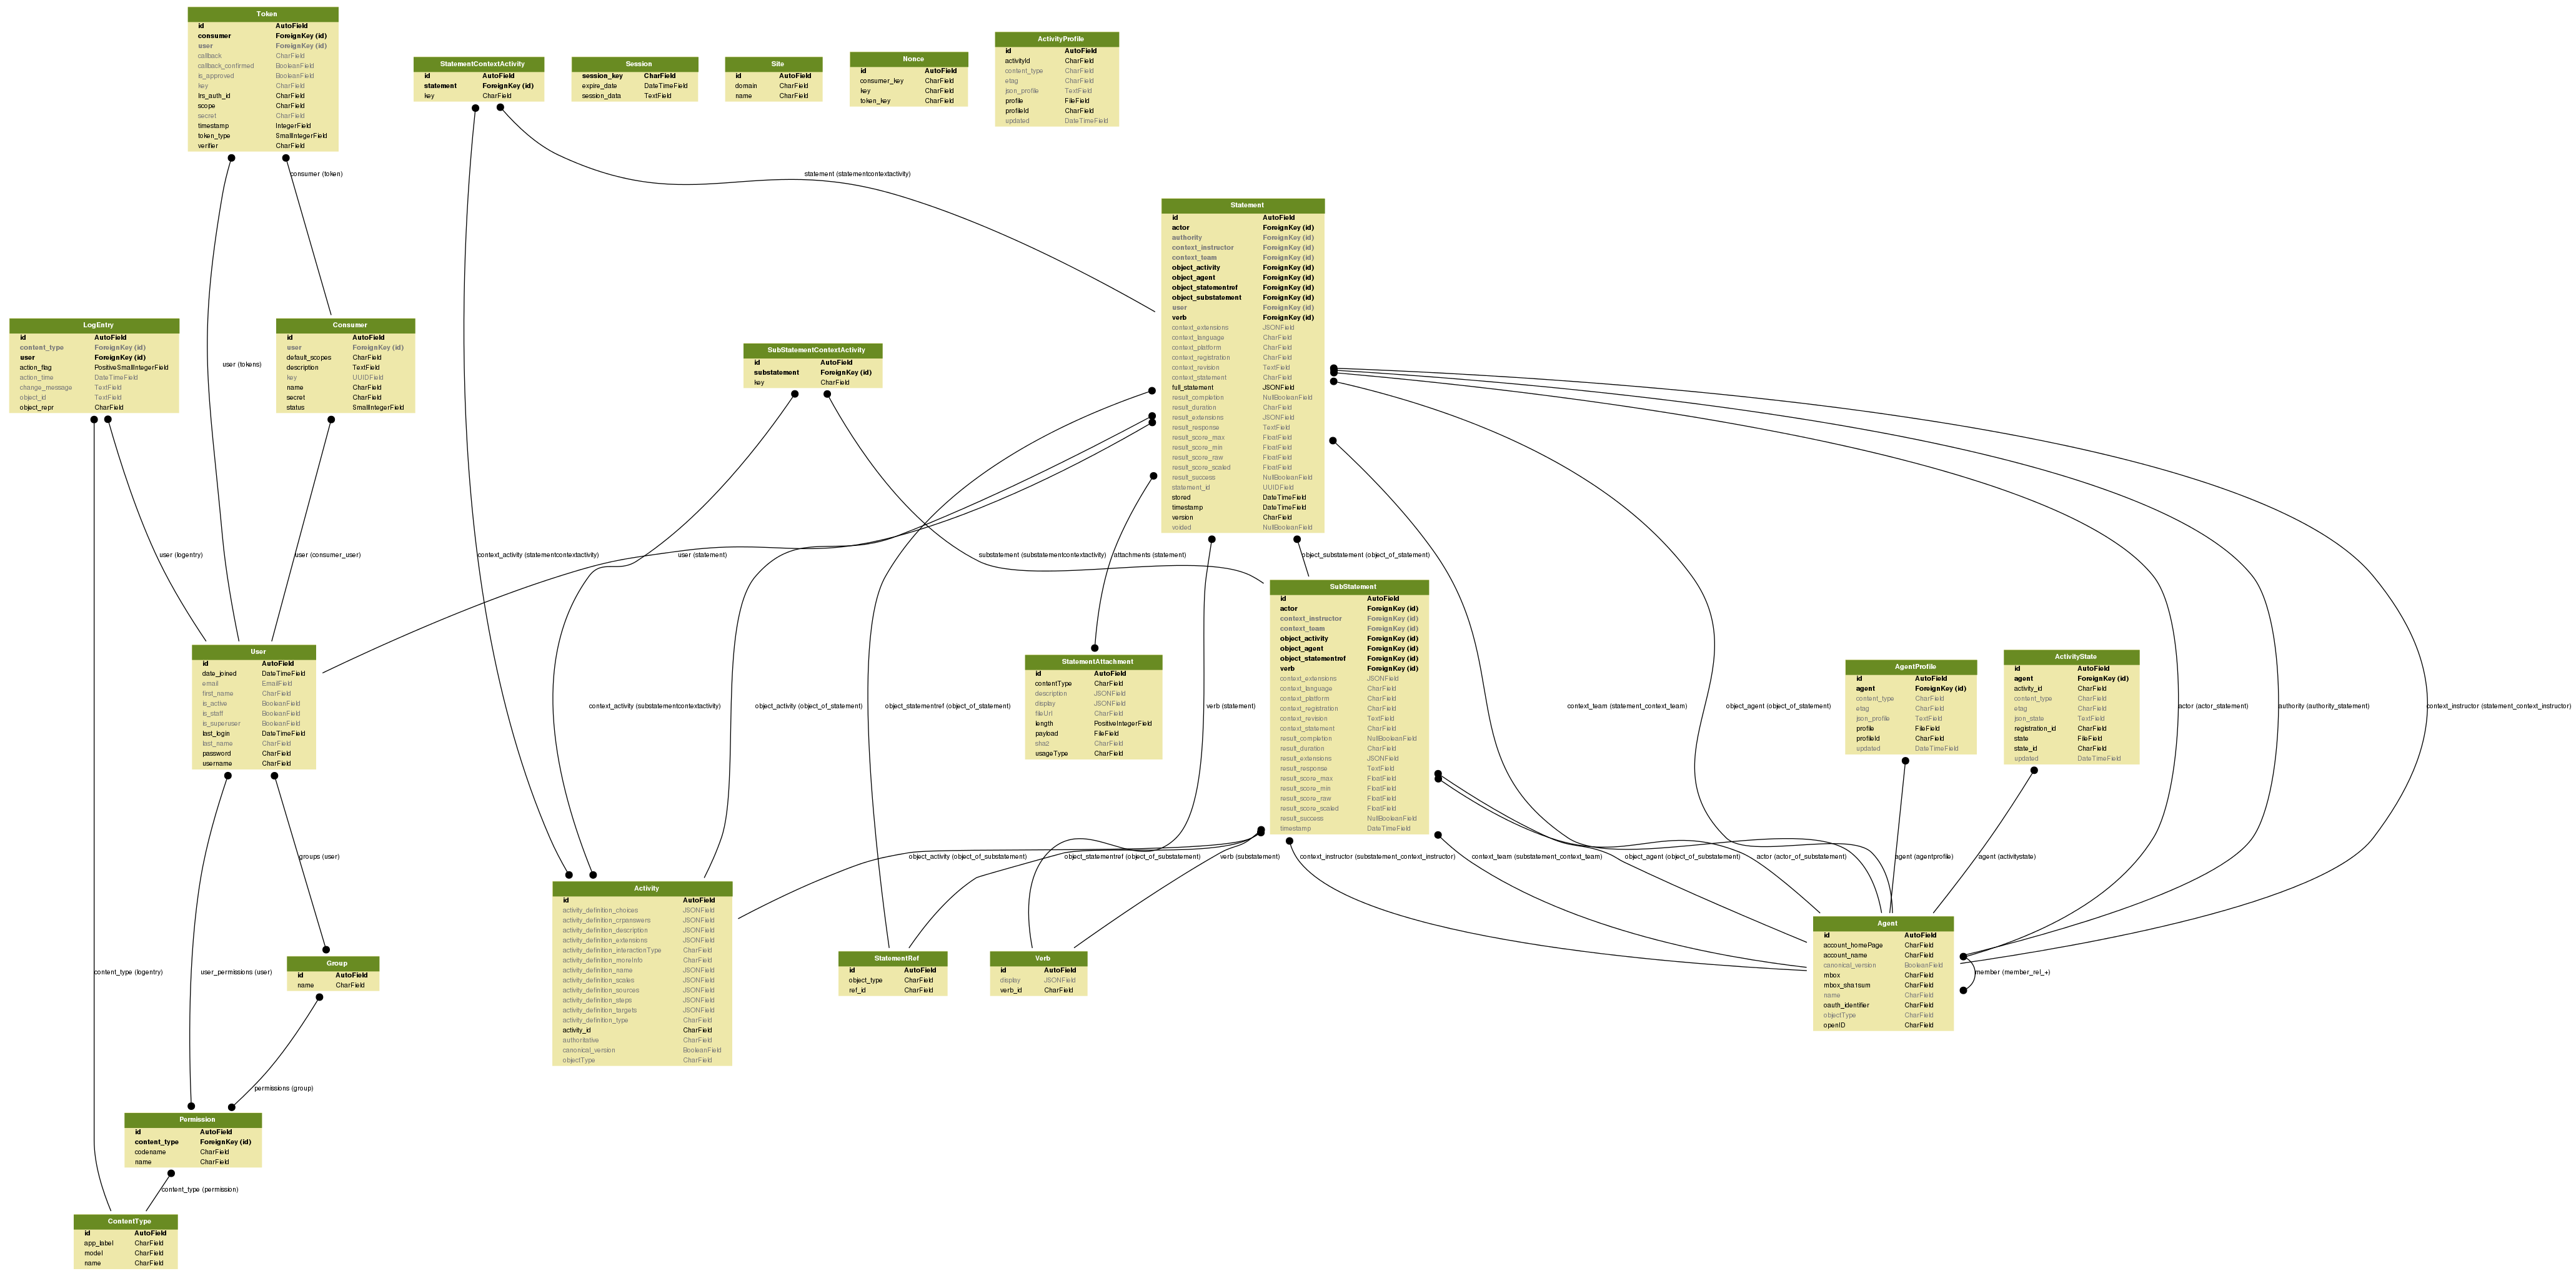 Token
id AutoField
consumer ForeignKey (id)
user ForeignKey (id)
callback CharField
callback_confirmed BooleanField
is_approved BooleanField
key CharField
lrs_auth_id CharField
scope CharField
secret CharField
timestamp IntegerField
token_type SmallIntegerField
verifier CharField
StatementContextActivity
id AutoField
statement ForeignKey (id)
key CharField
Session
session_key CharField
expire_date DateTimeField
session_data TextField
Site
id AutoField
domain CharField
name CharField
Nonce
id AutoField
consumer_key CharField
key CharField
token_key CharField
ActivityProfile
id AutoField
activityId CharField
content_type CharField
etag CharField
json_profile TextField
profile FileField
profileId CharField
updated DateTimeField
consumer (token)
statement (statementcontextactivity)
Statement
id AutoField
actor ForeignKey (id)
authority ForeignKey (id)
context_instructor ForeignKey (id)
context_team ForeignKey (id)
object_activity ForeignKey (id)
object_agent ForeignKey (id)
object_statementref ForeignKey (id)
object_substatement ForeignKey (id)
user ForeignKey (id)
verb ForeignKey (id)
context_extensions JSONField
context_language CharField
context_platform CharField
context_registration CharField
context_revision TextField
context_statement CharField
full_statement JSONField
result_completion NullBooleanField
result_duration CharField
result_extensions JSONField
result_response TextField
result_score_max FloatField
result_score_min FloatField
result_score_raw FloatField
result_score_scaled FloatField
result_success NullBooleanField
statement_id UUIDField
stored DateTimeField
timestamp DateTimeField
version CharField
voided NullBooleanField
LogEntry
id AutoField
content_type ForeignKey (id)
user ForeignKey (id)
action_flag PositiveSmallIntegerField
action_time DateTimeField
change_message TextField
object_id TextField
object_repr CharField
Consumer
id AutoField
user ForeignKey (id)
default_scopes CharField
description TextField
key UUIDField
name CharField
secret CharField
status SmallIntegerField
user (tokens)
SubStatementContextActivity
id AutoField
substatement ForeignKey (id)
key CharField
user (logentry)
user (consumer_user)
context_activity (statementcontextactivity)
user (statement)
substatement (substatementcontextactivity)
attachments (statement)
object_substatement (object_of_statement)
SubStatement
id AutoField
actor ForeignKey (id)
context_instructor ForeignKey (id)
context_team ForeignKey (id)
object_activity ForeignKey (id)
object_agent ForeignKey (id)
object_statementref ForeignKey (id)
verb ForeignKey (id)
context_extensions JSONField
context_language CharField
context_platform CharField
context_registration CharField
context_revision TextField
context_statement CharField
result_completion NullBooleanField
result_duration CharField
result_extensions JSONField
result_response TextField
result_score_max FloatField
result_score_min FloatField
result_score_raw FloatField
result_score_scaled FloatField
result_success NullBooleanField
timestamp DateTimeField
User
id AutoField
date_joined DateTimeField
email EmailField
first_name CharField
is_active BooleanField
is_staff BooleanField
is_superuser BooleanField
last_login DateTimeField
last_name CharField
password CharField
username CharField
StatementAttachment
id AutoField
contentType CharField
description JSONField
display JSONField
fileUrl CharField
length PositiveIntegerField
payload FileField
sha2 CharField
usageType CharField
AgentProfile
id AutoField
agent ForeignKey (id)
content_type CharField
etag CharField
json_profile TextField
profile FileField
profileId CharField
updated DateTimeField
ActivityState
id AutoField
agent ForeignKey (id)
activity_id CharField
content_type CharField
etag CharField
json_state TextField
registration_id CharField
state FileField
state_id CharField
updated DateTimeField
context_activity (substatementcontextactivity)
object_activity (object_of_statement)
object_statementref (object_of_statement)
verb (statement)
context_team (statement_context_team)
object_agent (object_of_statement)
actor (actor_statement)
authority (authority_statement)
context_instructor (statement_context_instructor)
groups (user)
object_activity (object_of_substatement)
object_statementref (object_of_substatement)
verb (substatement)
context_instructor (substatement_context_instructor)
context_team (substatement_context_team)
object_agent (object_of_substatement)
actor (actor_of_substatement)
agent (agentprofile)
agent (activitystate)
Activity
id AutoField
activity_definition_choices JSONField
activity_definition_crpanswers JSONField
activity_definition_description JSONField
activity_definition_extensions JSONField
activity_definition_interactionType CharField
activity_definition_moreInfo CharField
activity_definition_name JSONField
activity_definition_scales JSONField
activity_definition_sources JSONField
activity_definition_steps JSONField
activity_definition_targets JSONField
activity_definition_type CharField
activity_id CharField
authoritative CharField
canonical_version BooleanField
objectType CharField
StatementRef
id AutoField
object_type CharField
ref_id CharField
Verb
id AutoField
display JSONField
verb_id CharField
Agent
id AutoField
account_homePage CharField
account_name CharField
canonical_version BooleanField
mbox CharField
mbox_sha1sum CharField
name CharField
oauth_identifier CharField
objectType CharField
openID CharField
member (member_rel_+)
content_type (logentry)
user_permissions (user)
Group
id AutoField
name CharField
permissions (group)
Permission
id AutoField
content_type ForeignKey (id)
codename CharField
name CharField
content_type (permission)
ContentType
id AutoField
app_label CharField
model CharField
name CharField